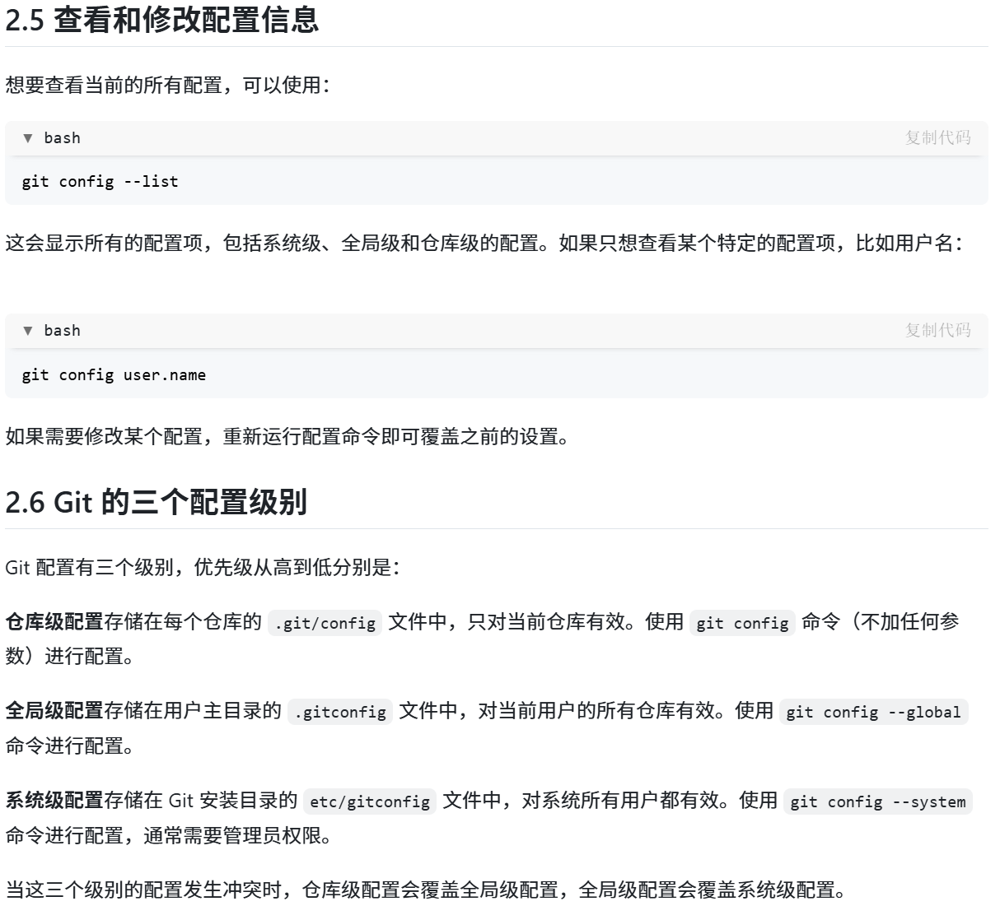 2.5 查看和修改配置信息
想要查看当前的所有配置，可以使用：
▼ bash 复制代码
git config --list
这会显示所有的配置项，包括系统级、全局级和仓库级的配置。如果只想查看某个特定的配置项，比如用户名：
▼ bash 复制代码
git config user.name
如果需要修改某个配置，重新运行配置命令即可覆盖之前的设置。
2.6 Git 的三个配置级别
Git 配置有三个级别，优先级从高到低分别是：
仓库级配置存储在每个仓库的 .git/config 文件中，只对当前仓库有效。使用 git config 命令（不加任何参
数）进行配置。
全局级配置存储在用户主目录的 .gitconfig 文件中，对当前用户的所有仓库有效。使用 git config --global
命令进行配置。
系统级配置存储在 Git 安装目录的 etc/gitconfig 文件中，对系统所有用户都有效。使用 git config --system
命令进行配置，通常需要管理员权限。
当这三个级别的配置发生冲突时，仓库级配置会覆盖全局级配置，全局级配置会覆盖系统级配置。